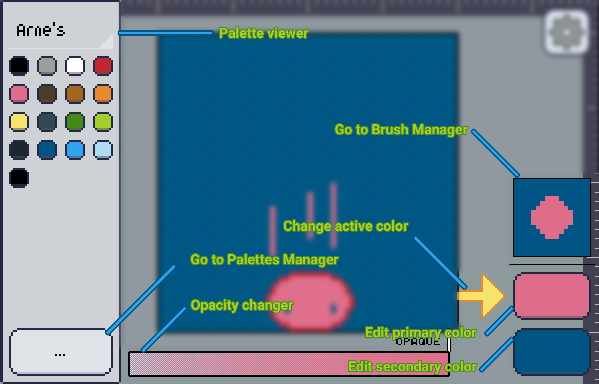 Arne's
Palette viewer
Go to Brush Manager
Change active color
Go to Palettes Manager
Opacity changer
Edit primary color
OPAQUE
Edit secondary color
...